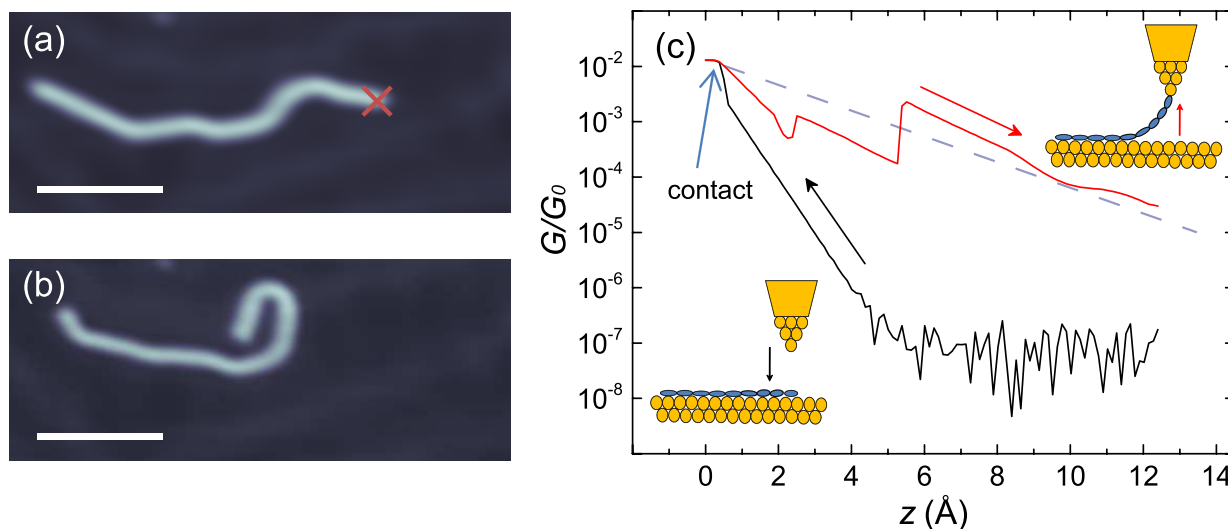 (a)
(b)
(c)
contact
G/G₀
10⁻²
10⁻³
10⁻⁴
10⁻⁵
10⁻⁶
10⁻⁷
10⁻⁸
0 2 4 6 8 10 12 14
z (Å)